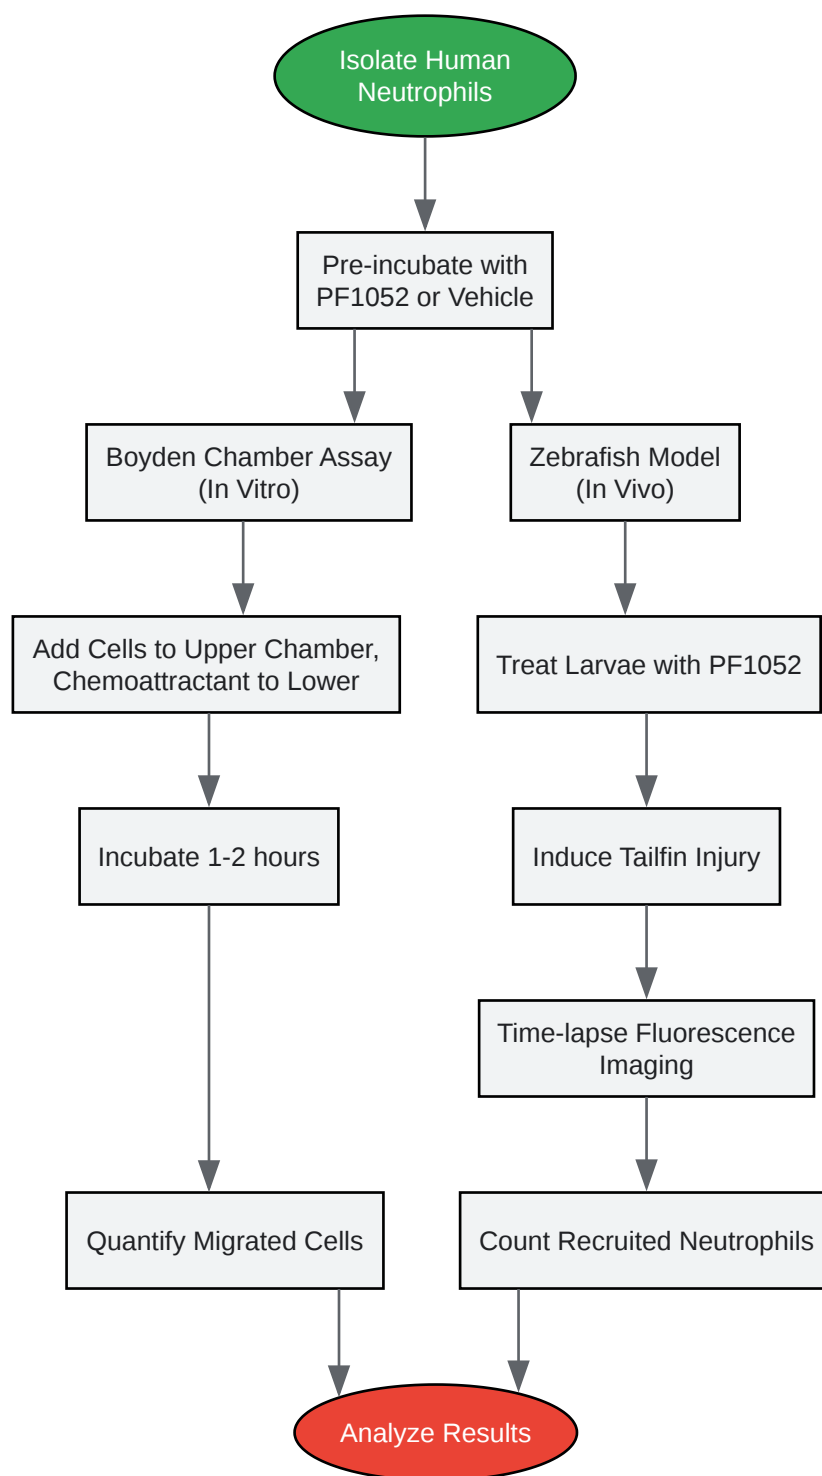 Isolate Human
Neutrophils
Pre-incubate with
PF1052 or Vehicle
Boyden Chamber Assay
(In Vitro)
Zebrafish Model
(In Vivo)
Add Cells to Upper Chamber,
Chemoattractant to Lower
Treat Larvae with PF1052
Incubate 1-2 hours
Induce Tailfin Injury
Time-lapse Fluorescence
Imaging
Quantify Migrated Cells
Count Recruited Neutrophils
Analyze Results